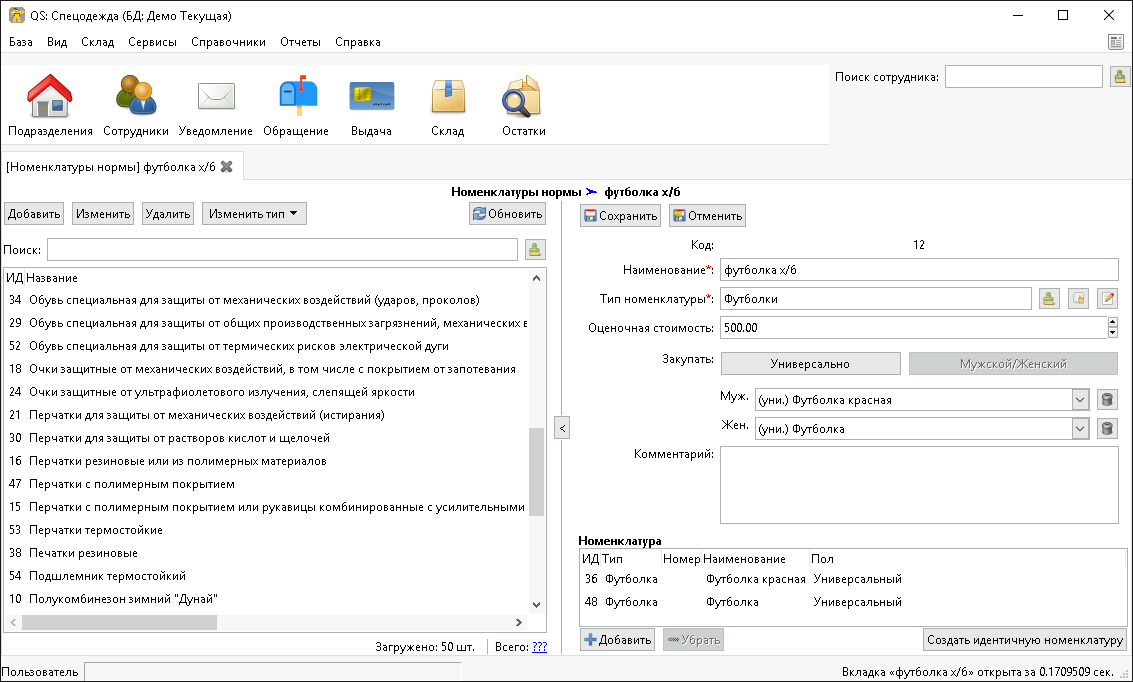 QS: Спецодежда (БД: Демо Текущая)
База Вид Склад Сервисы Справочники Отчеты Справка
Поиск сотрудника:
Подразделения Сотрудники Уведомление Обращение Выдача Склад Остатки
[Номенклатуры нормы] футболка х/б
Номенклатуры нормы футболка х/б
Добавить Изменить Удалить Изменить тип Обновить
Поиск:
ИД Название
34 Обувь специальная для защиты от механических воздействий (ударов, проколов)
29 Обувь специальная для защиты от общих производственных загрязнений, механических в
52 Обувь специальная для защиты от термических рисков электрической дуги
18 Очки защитные от механических воздействий, в том числе с покрытием от запотевания
24 Очки защитные от ультрафиолетового излучения, слепящей яркости
21 Перчатки для защиты от механических воздействий (истирания)
30 Перчатки для защиты от растворов кислот и щелочей
16 Перчатки резиновые или из полимерных материалов
47 Перчатки с полимерным покрытием
15 Перчатки с полимерным покрытием или рукавицы комбинированные с усилительными
53 Перчатки термостойкие
38 Печатки резиновые
54 Подшлемник термостойкий
10 Полукомбинезон зимний "Дунай"
Загружено: 50 шт. Всего: ???
<
Сохранить Отменить
Код: 12
Наименование*: футболка х/б
Тип номенклатуры*: Футболки
Оценочная стоимость: 500.00
Закупать: Универсально Мужской/Женский
Муж. (уни.) Футболка красная
Жен. (уни.) Футболка
Комментарий:
Номенклатура
ИД Тип Номер Наименование Пол
36 Футболка Футболка красная Универсальный
48 Футболка Футболка Универсальный
Добавить Убрать Создать идентичную номенклатуру
Пользователь
Вкладка «футболка х/б» открыта за 0.1709509 сек.